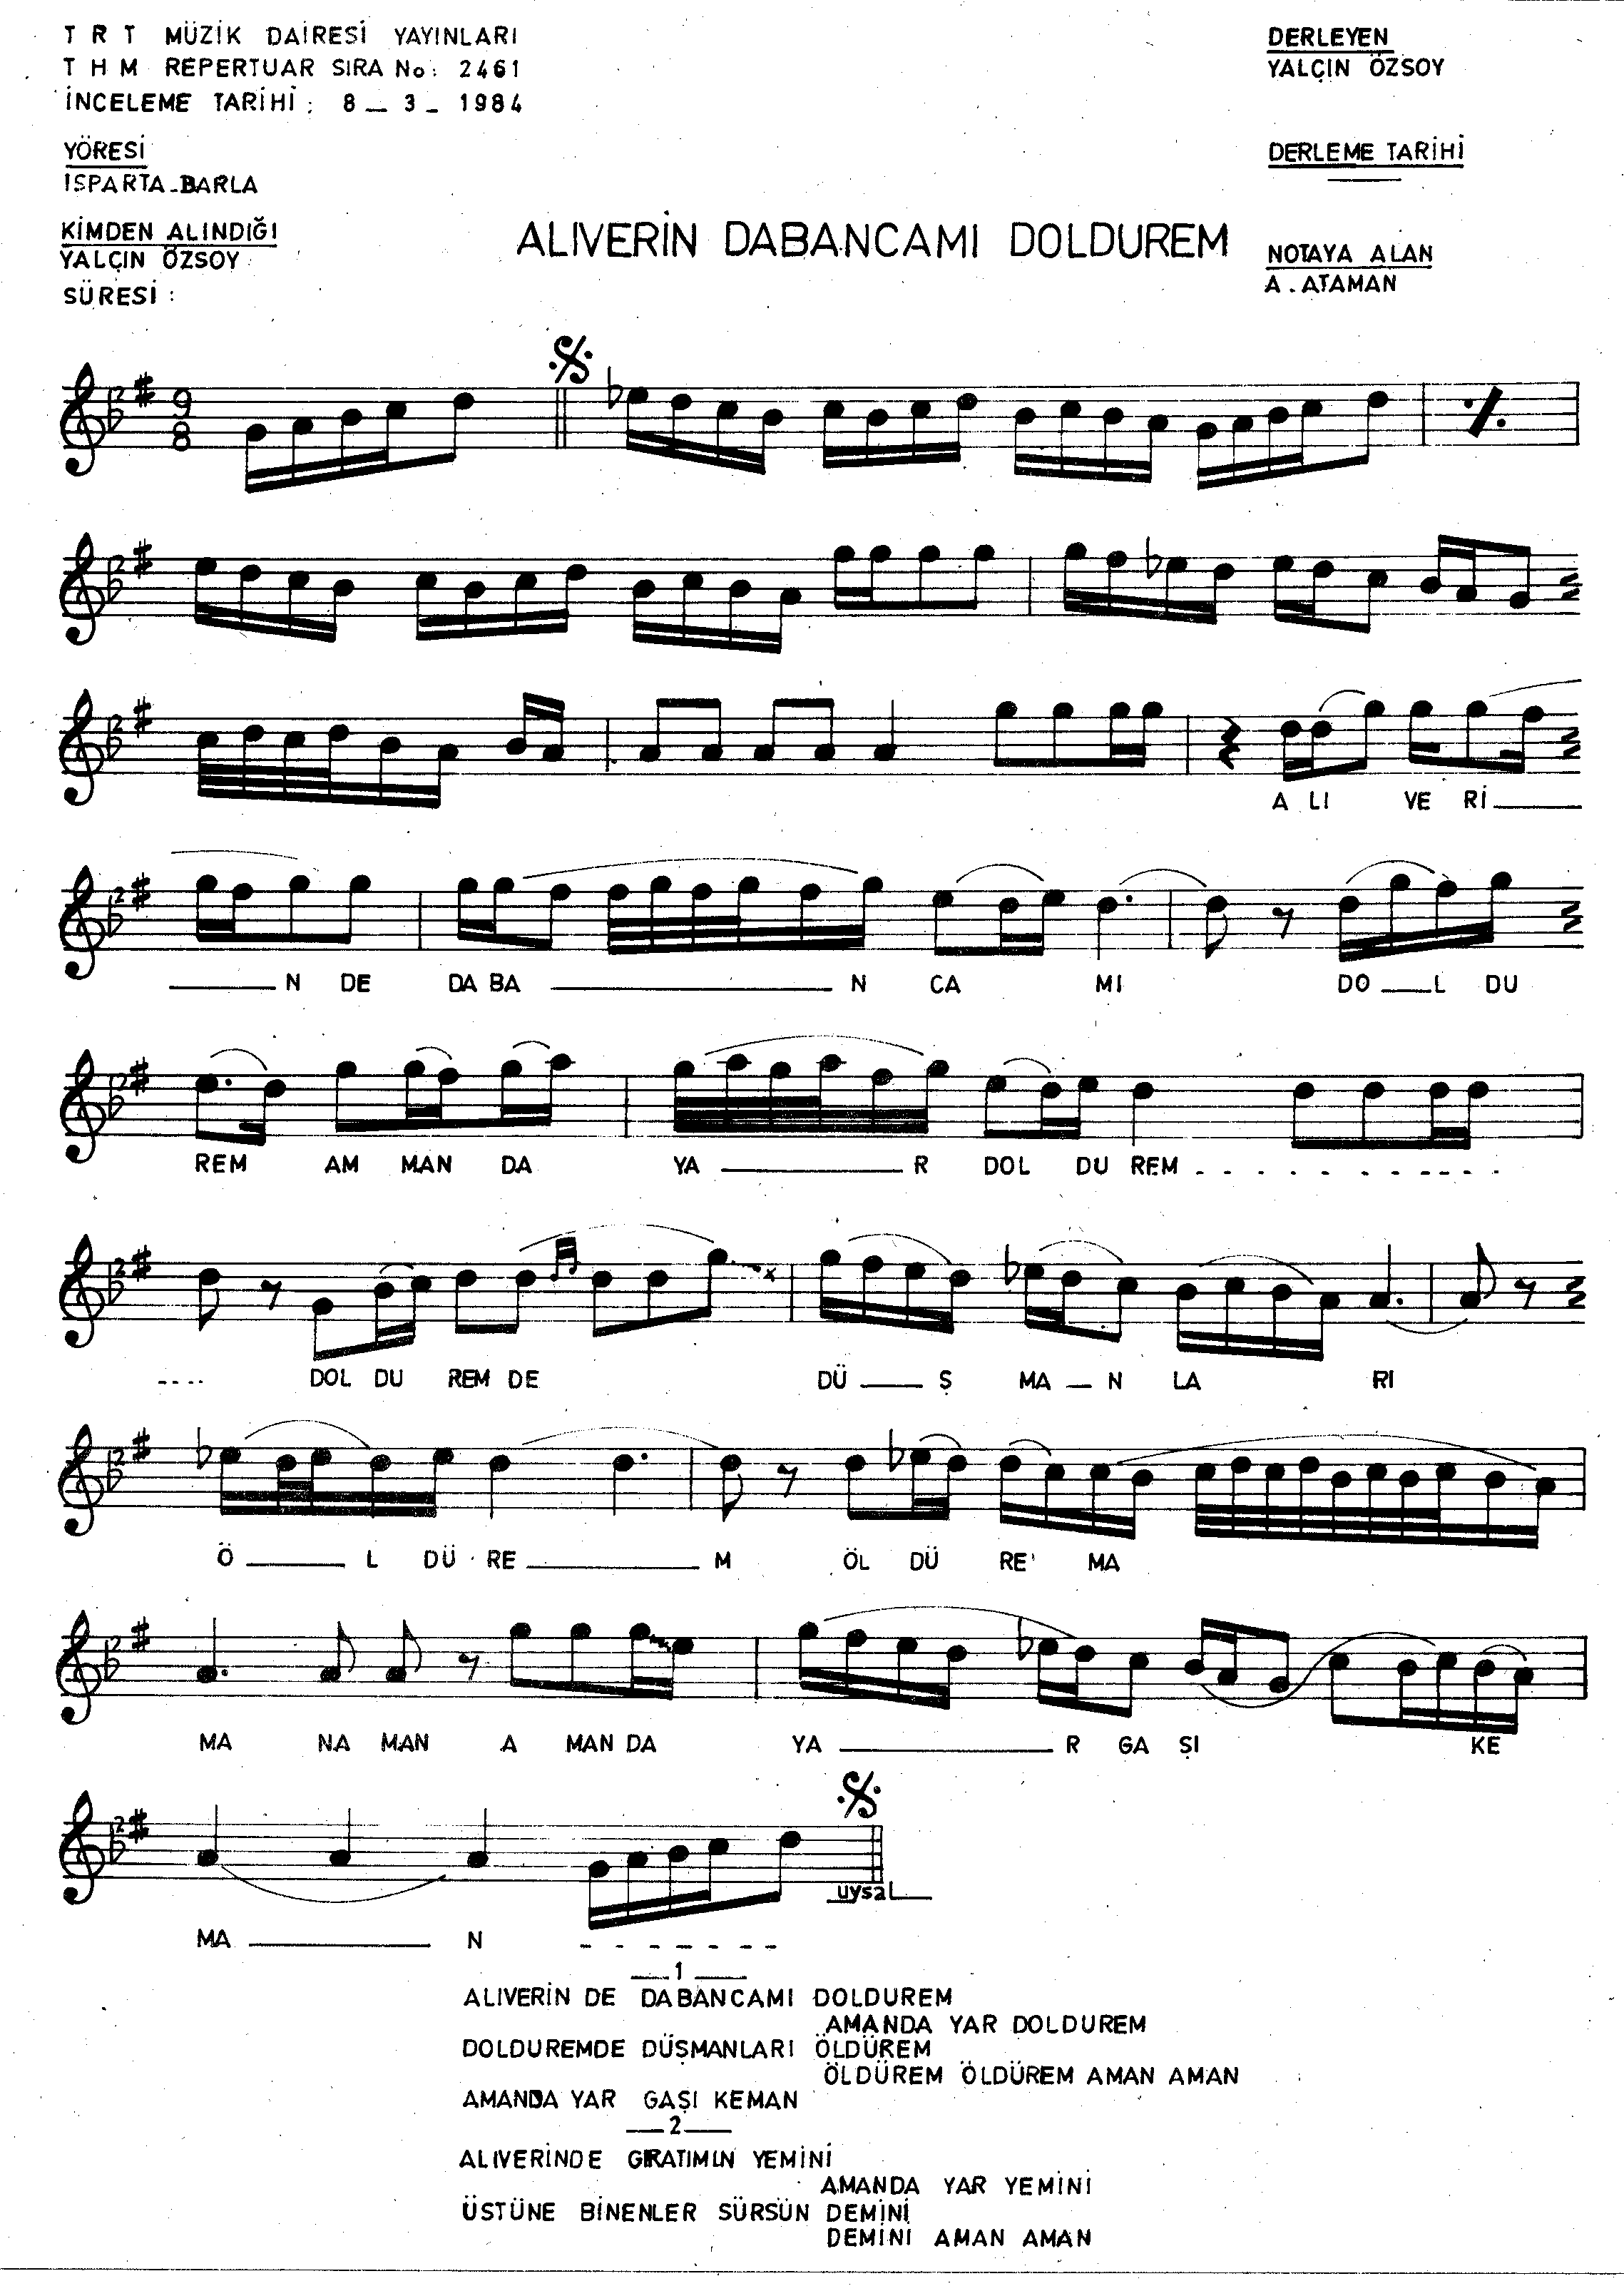 TRT MÜZİK DAİRESİ YAYINLARI
THM REPERTUAR SIRA No: 2461
İNCELEME TARİHİ: 8 _ 3 _ 1984
DERLEYEN
YALÇIN ÖZSOY
YÖRESİ
ISPARTA_BARLA
DERLEME TARİHİ
KİMDEN ALINDIĞI
YALÇIN ÖZSOY
SÜRESİ :
ALIVERİN DABANCAMI DOLDUREM
NOTAYA ALAN
A. ATAMAN
9
8
A LI VE Rİ
N DE DA BA N CA MI DO L DU
REM AM MAN DA YA R DOL DU REM
DOL DU REM DE DÜ Ş MA N LA RI
Ö L DÜ RE M ÖL DÜ RE MA
MA NA MAN A MAN DA YA R GA ŞI KE
uysal
MA N
1
ALIVERİN DE DABANCAMI DOLDUREM
AMANDA YAR DOLDUREM
DOLDUREMDE DÜŞMANLARI ÖLDÜREM
ÖLDÜREM ÖLDÜREM AMAN AMAN
AMANDA YAR GAŞI KEMAN
2
ALIVERİNDE GIRATIMIN YEMİNİ
AMANDA YAR YEMİNİ
ÜSTÜNE BİNENLER SÜRSÜN DEMİNİ
DEMİNİ AMAN AMAN